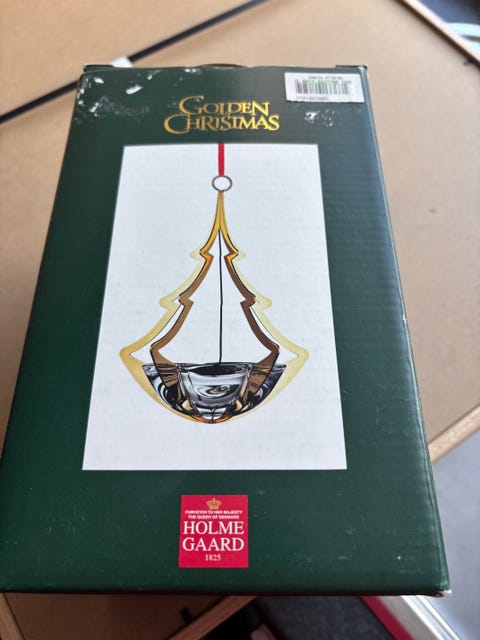 GOLDEN
CHRISTMAS
PURVEYOR TO HER MAJESTY
THE QUEEN OF DENMARK
HOLME
GAARD
1825